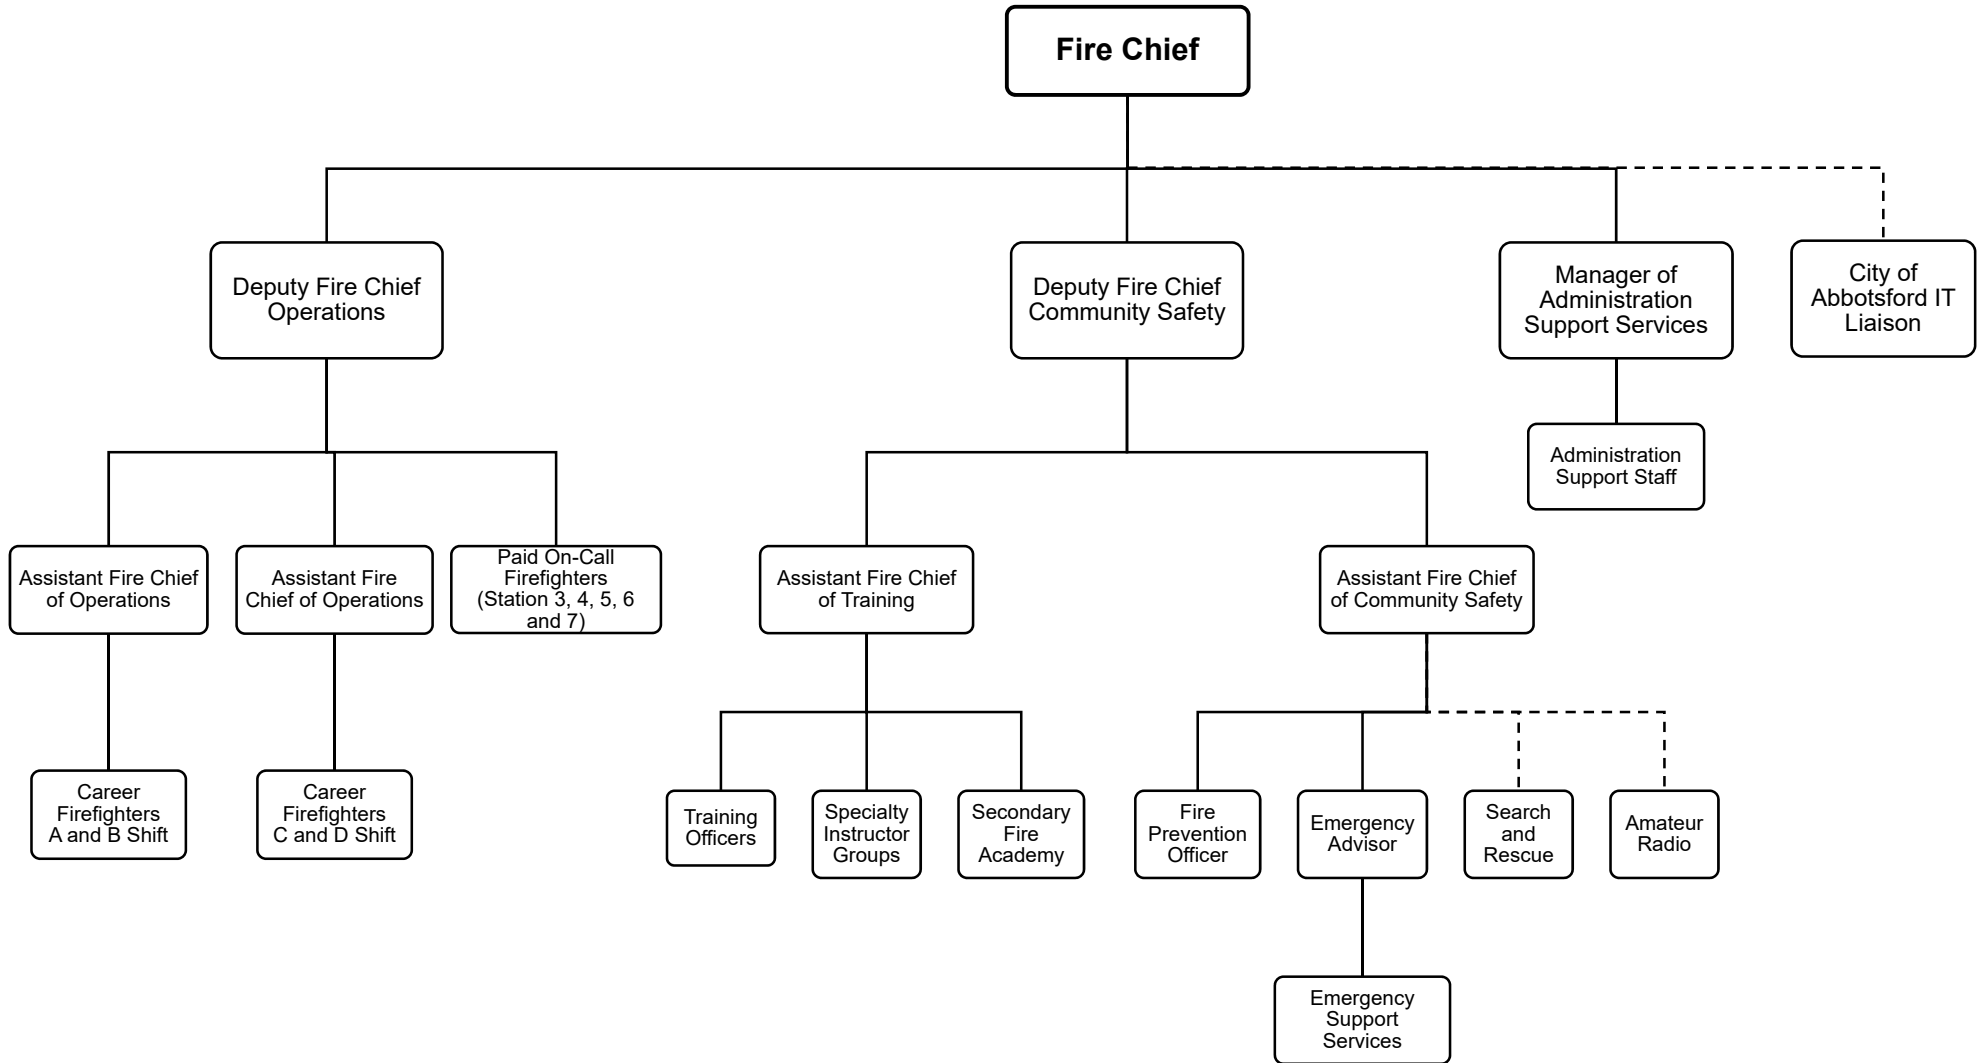 Fire Chief
Deputy Fire Chief
Operations
Deputy Fire Chief
Community Safety
Manager of
Administration
Support Services
City of
Abbotsford IT
Liaison
Administration
Support Staff
Assistant Fire Chief
of Operations
Assistant Fire
Chief of Operations
Paid On-Call
Firefighters
(Station 3, 4, 5, 6
and 7)
Assistant Fire Chief
of Training
Assistant Fire Chief
of Community Safety
Career
Firefighters
A and B Shift
Career
Firefighters
C and D Shift
Training
Officers
Specialty
Instructor
Groups
Secondary
Fire
Academy
Fire
Prevention
Officer
Emergency
Advisor
Search
and
Rescue
Amateur
Radio
Emergency
Support
Services